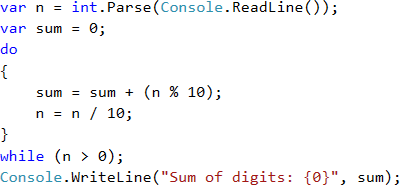 var n = int.Parse(Console.ReadLine());
var sum = 0;
do
{
    sum = sum + (n % 10);
    n = n / 10;
}
while (n > 0);
Console.WriteLine("Sum of digits: {0}", sum);